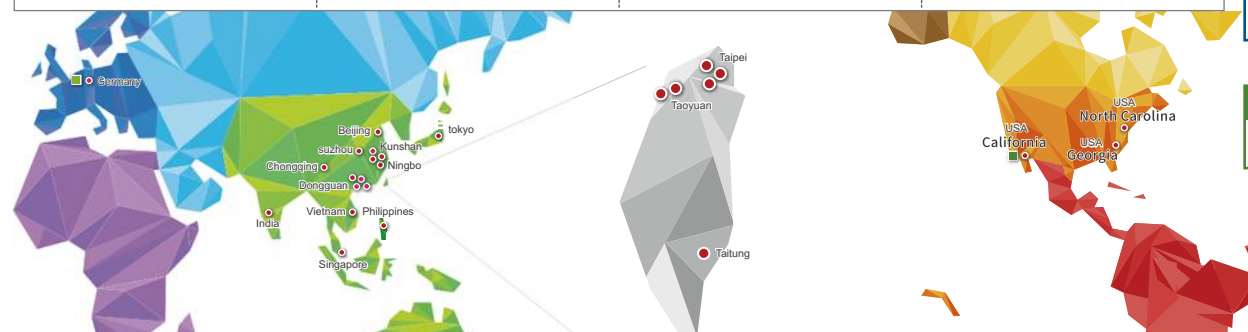 Germany
Beijing
tokyo
suzhou
Kunshan
Chongqing
Ningbo
Dongguan
India
Vietnam
Philippines
Singapore
Taipei
Taoyuan
Taitung
USA
North Carolina
USA
California
USA
Georgia